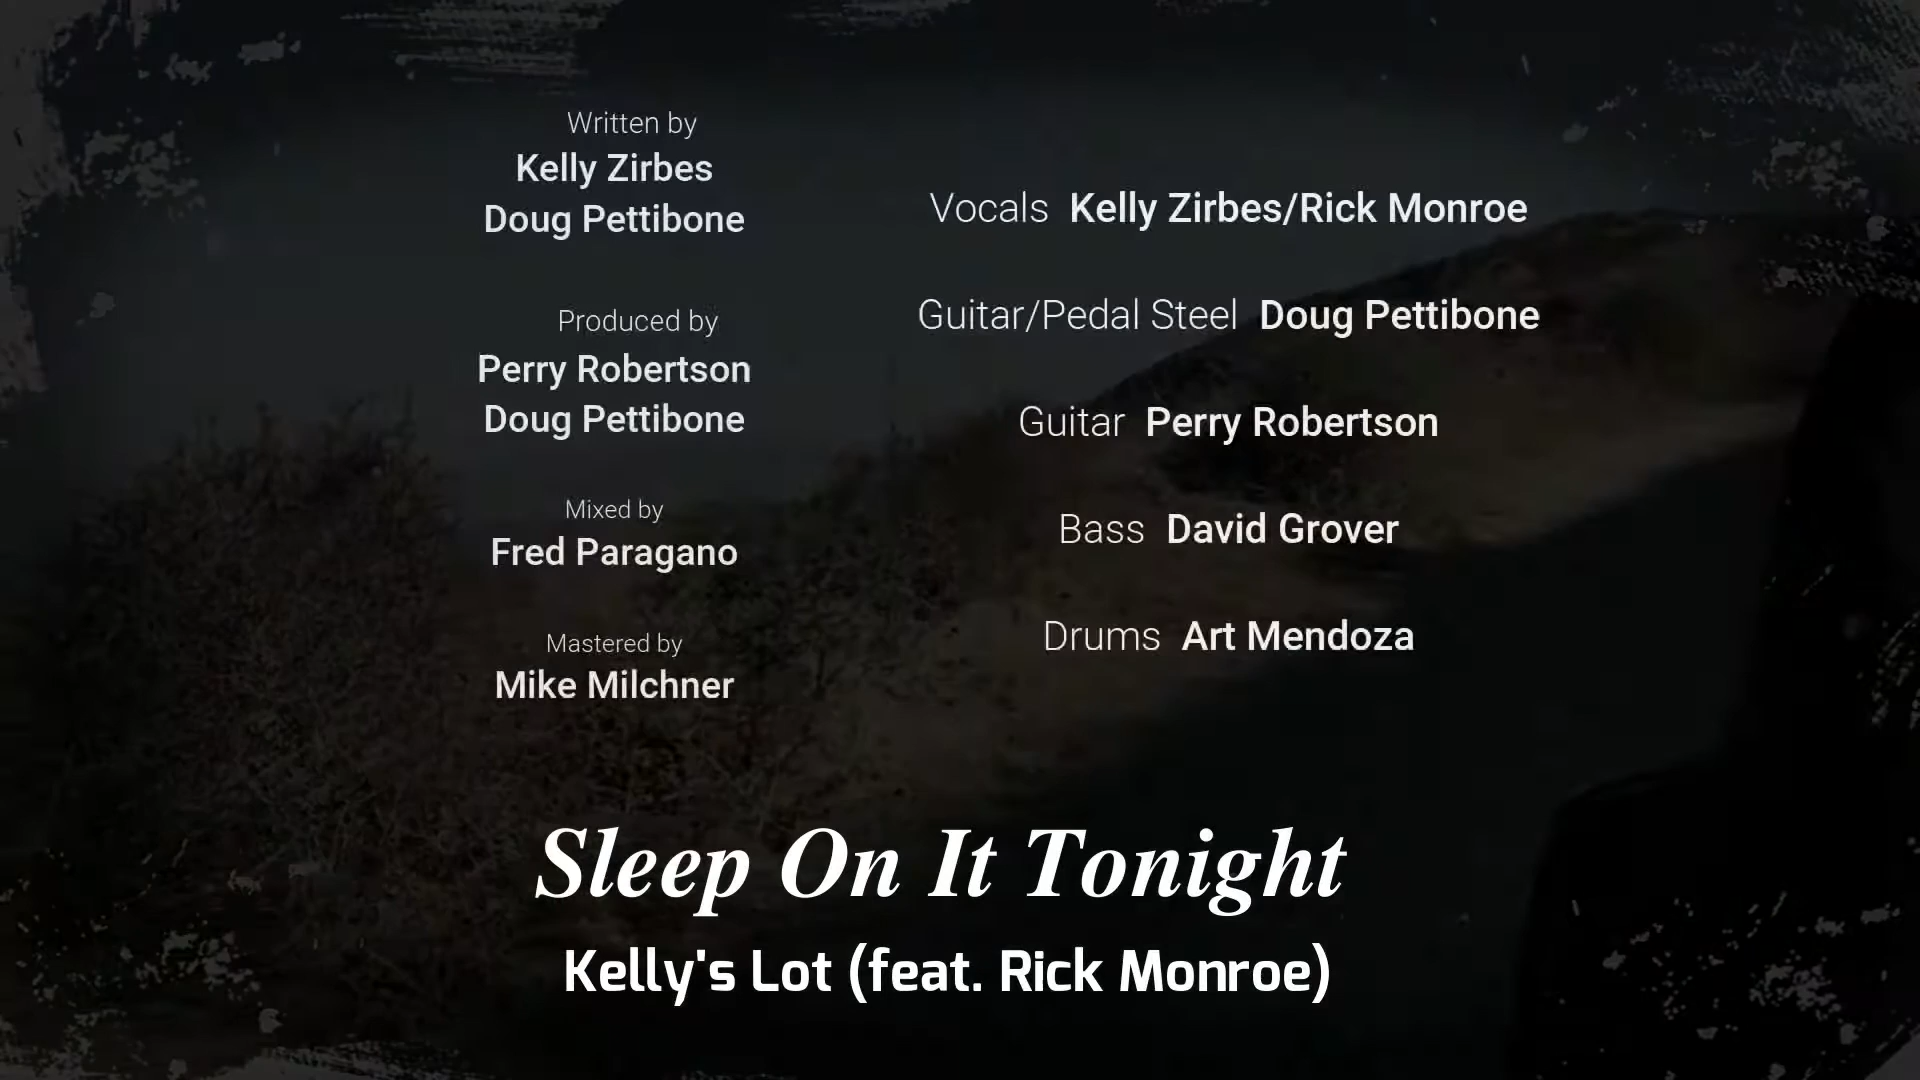 Written by
Kelly Zirbes
Doug Pettibone
Produced by
Perry Robertson
Doug Pettibone
Mixed by
Fred Paragano
Mastered by
Mike Milchner
Vocals Kelly Zirbes/Rick Monroe
Guitar/Pedal Steel Doug Pettibone
Guitar Perry Robertson
Bass David Grover
Drums Art Mendoza
Sleep On It Tonight
Kelly's Lot (feat. Rick Monroe)